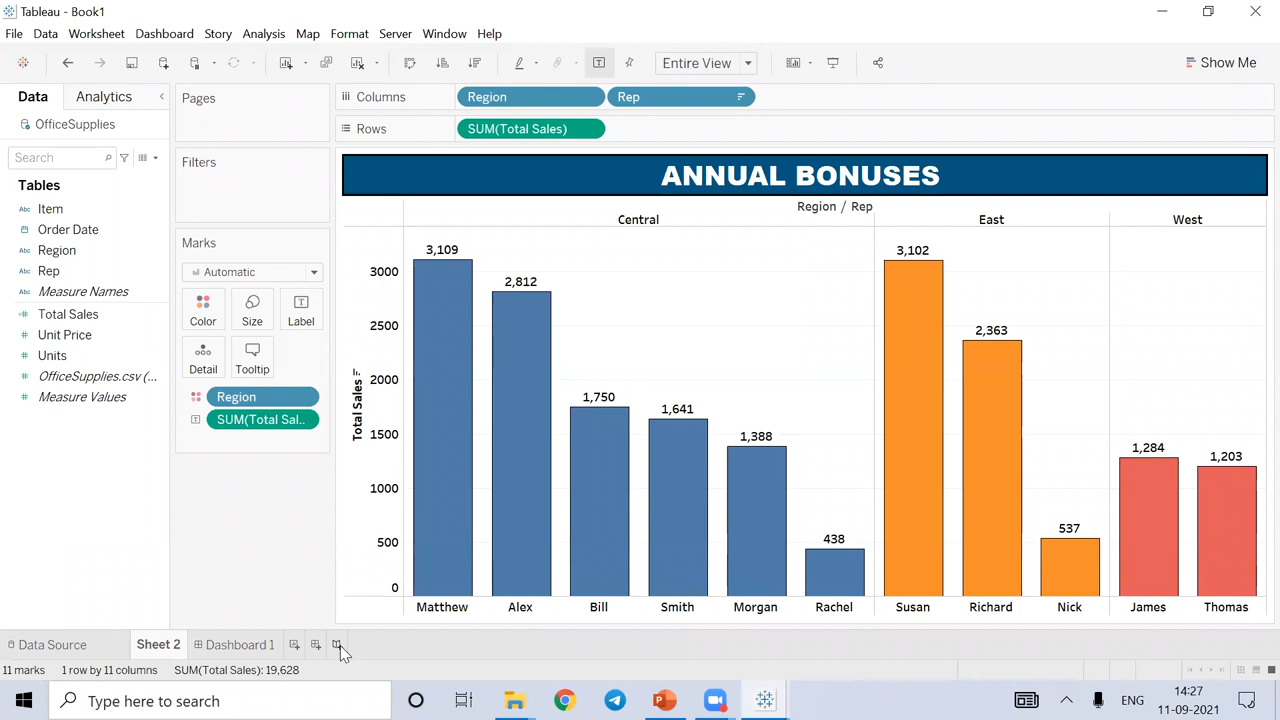 Tableau - Book1
File Data Worksheet Dashboard Story Analysis Map Format Server Window Help
Entire View
Show Me
Data Analytics
OfficeSupplies
Search
Tables
Abc Item
Order Date
Abc Region
Abc Rep
Abc Measure Names
Total Sales
# Unit Price
# Units
# OfficeSupplies.csv (...
# Measure Values
Pages
Filters
Marks
Automatic
Color Size Label
Detail Tooltip
Region
SUM(Total Sal..
Columns Region Rep
Rows SUM(Total Sales)
ANNUAL BONUSES
Region / Rep
Central East West
Total Sales
3000
2500
2000
1500
1000
500
0
3,109
2,812
1,750
1,641
1,388
438
3,102
2,363
537
1,284
1,203
Matthew Alex Bill Smith Morgan Rachel Susan Richard Nick James Thomas
Data Source Sheet 2 Dashboard 1
11 marks 1 row by 11 columns SUM(Total Sales): 19,628
Type here to search
ENG
14:27
11-09-2021